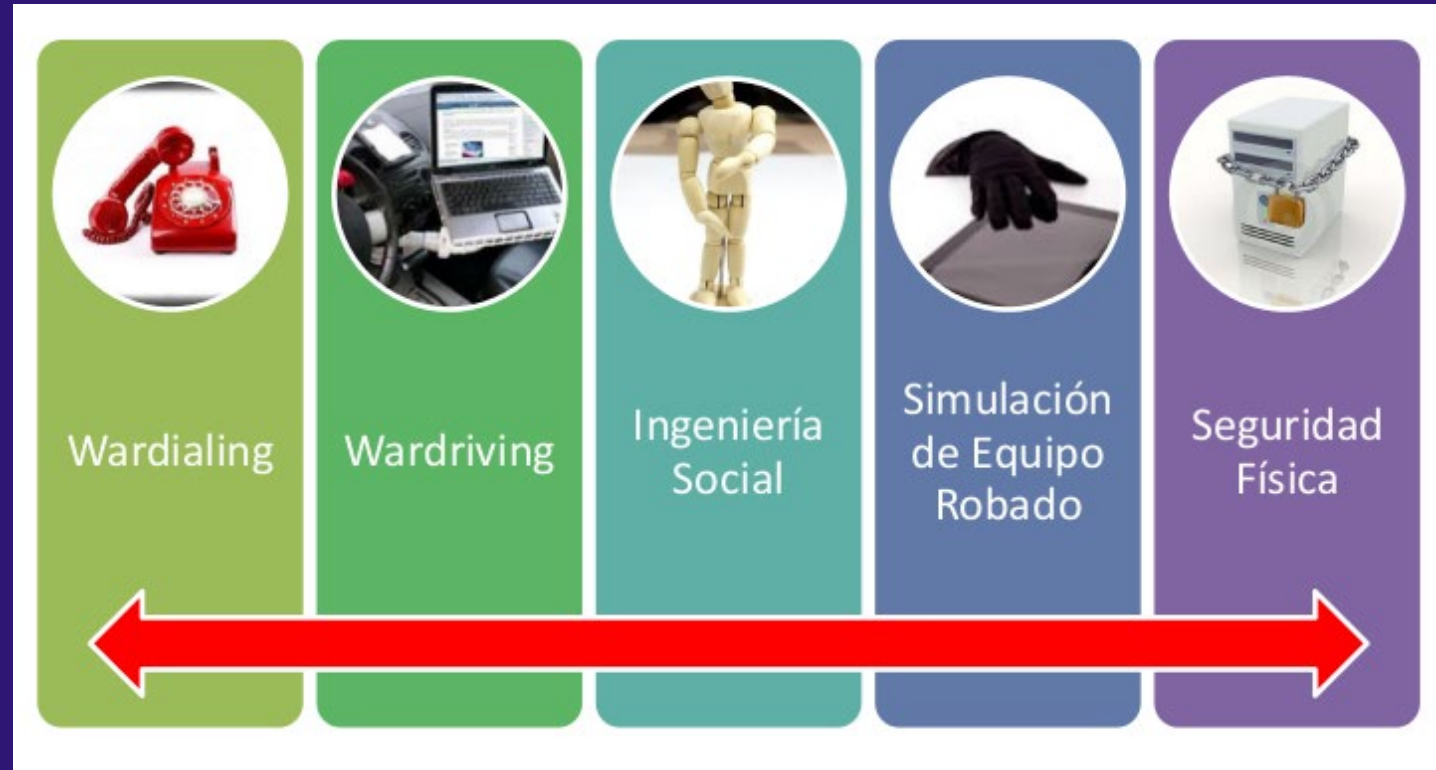 Wardialing
Wardriving
Ingeniería
Social
Simulación
de Equipo
Robado
Seguridad
Física